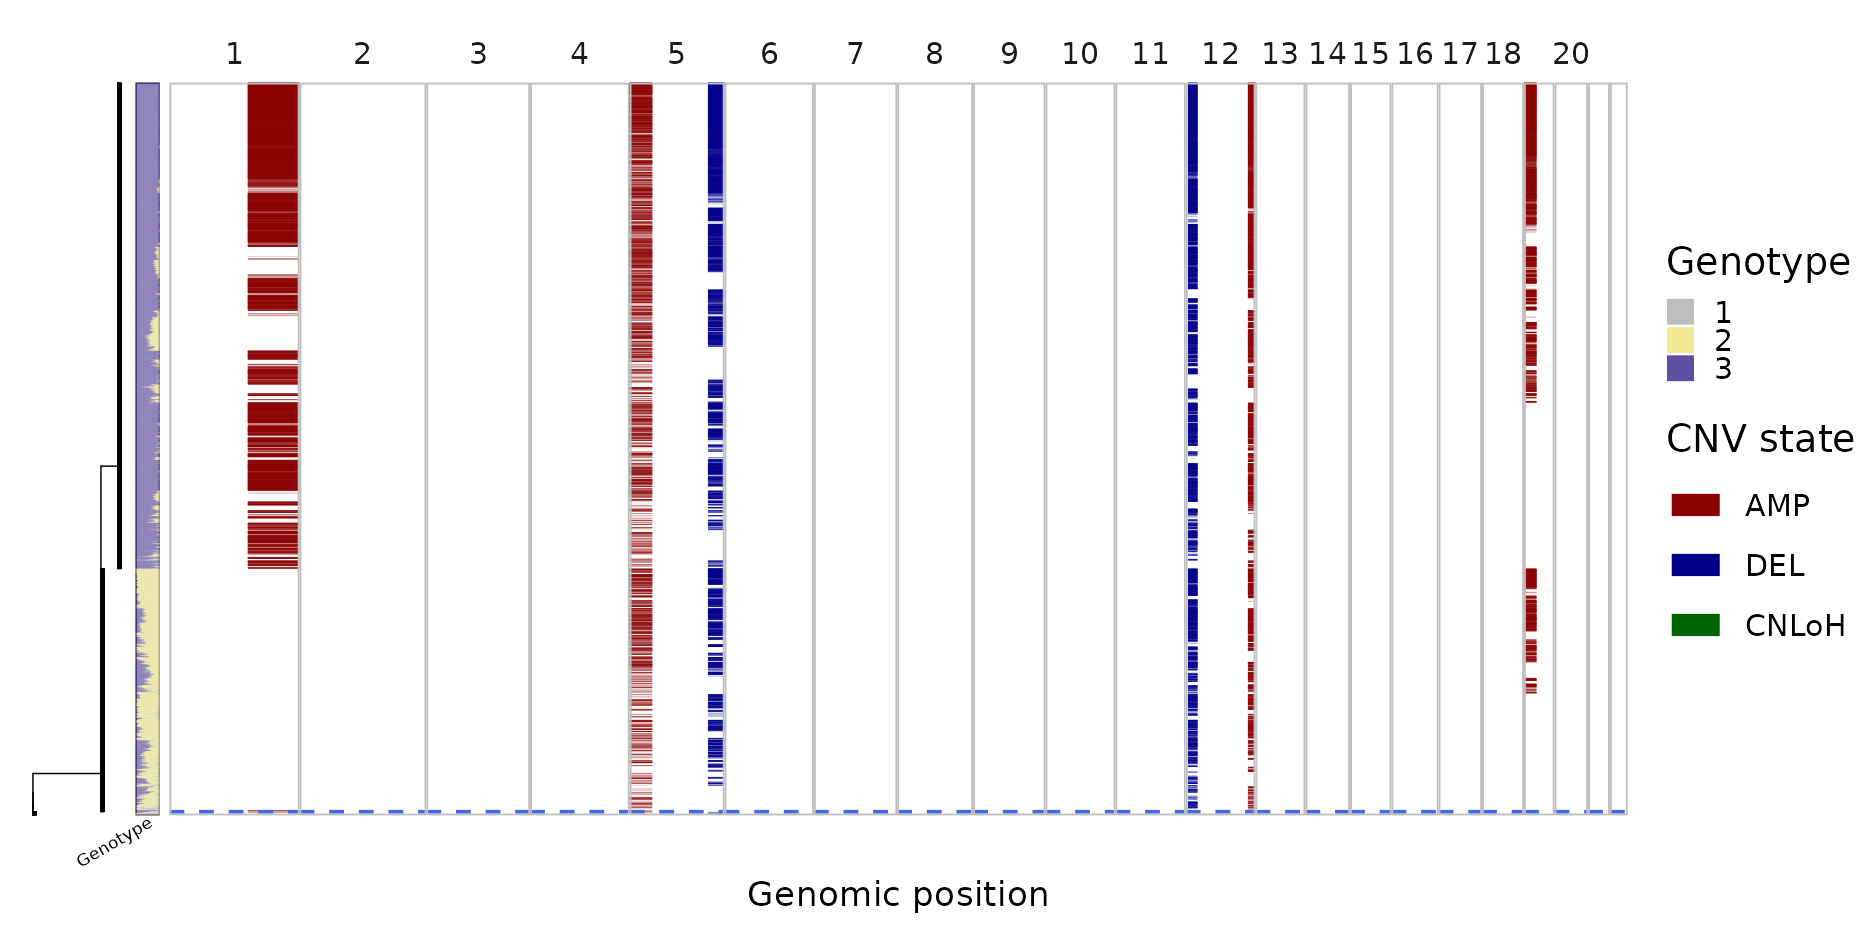 1 2 3 4 5 6 7 8 9 10 11 12 13 14 15 16 17 18 20
Genotype
1
2
3
CNV state
AMP
DEL
CNLoH
Genotype
Genomic position